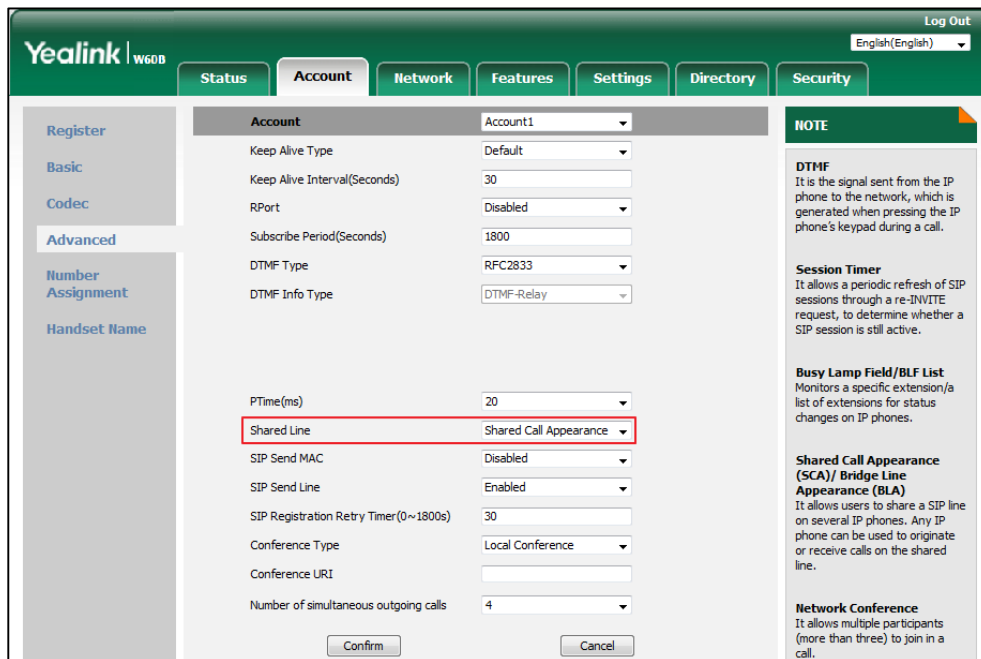 Log Out
Yealink | W60B
English(English)
Status Account Network Features Settings Directory Security
Register
Basic
Codec
Advanced
Number
Assignment
Handset Name
Account Account1
Keep Alive Type Default
Keep Alive Interval(Seconds) 30
RPort Disabled
Subscribe Period(Seconds) 1800
DTMF Type RFC2833
DTMF Info Type DTMF-Relay
PTime(ms) 20
Shared Line Shared Call Appearance
SIP Send MAC Disabled
SIP Send Line Enabled
SIP Registration Retry Timer(0~1800s) 30
Conference Type Local Conference
Conference URI
Number of simultaneous outgoing calls 4
Confirm Cancel
NOTE
DTMF
It is the signal sent from the IP
phone to the network, which is
generated when pressing the IP
phone's keypad during a call.
Session Timer
It allows a periodic refresh of SIP
sessions through a re-INVITE
request, to determine whether a
SIP session is still active.
Busy Lamp Field/BLF List
Monitors a specific extension/a
list of extensions for status
changes on IP phones.
Shared Call Appearance
(SCA)/ Bridge Line
Appearance (BLA)
It allows users to share a SIP line
on several IP phones. Any IP
phone can be used to originate
or receive calls on the shared
line.
Network Conference
It allows multiple participants
(more than three) to join in a
call.